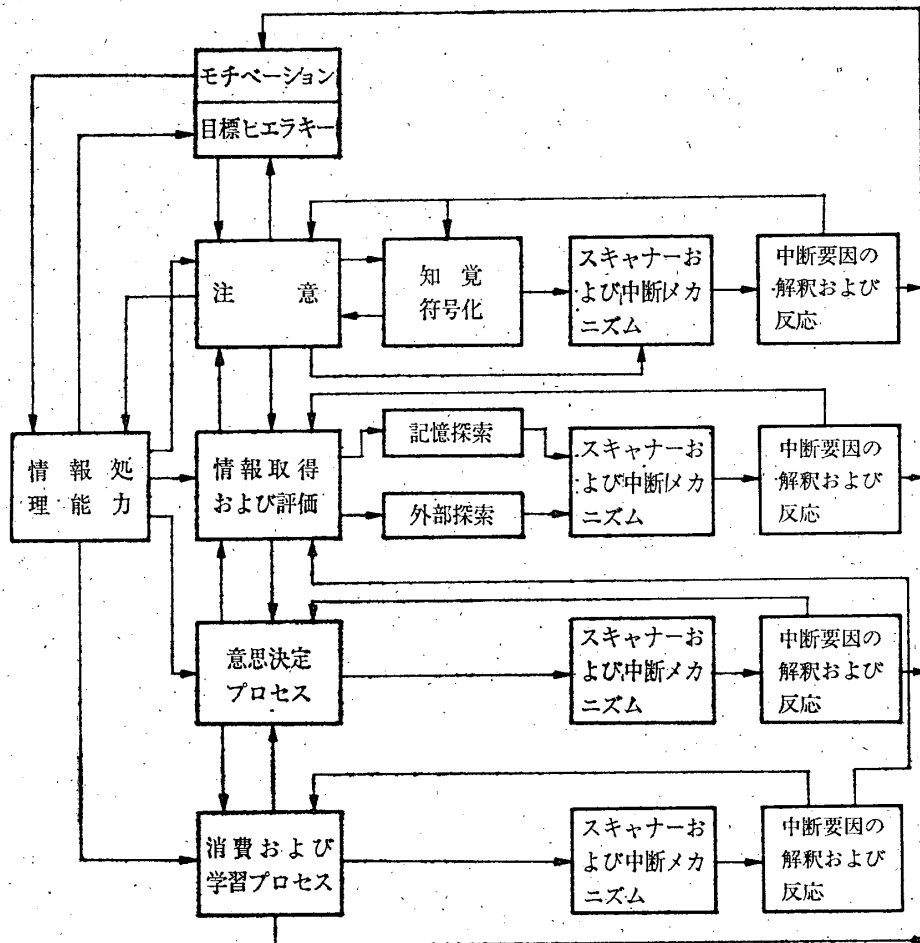 モチベーション
目標ヒエラキー
注意
知覚
符号化
スキャナーお
よび中断メカ
ニズム
中断要因の
解釈および
反応
情報処
理能力
情報取得
および評価
記憶探索
外部探索
スキャナーお
よび中断メカ
ニズム
中断要因の
解釈および
反応
意思決定
プロセス
スキャナーお
よび中断メカ
ニズム
中断要因の
解釈および
反応
消費および
学習プロセス
スキャナーお
よび中断メカ
ニズム
中断要因の
解釈および
反応